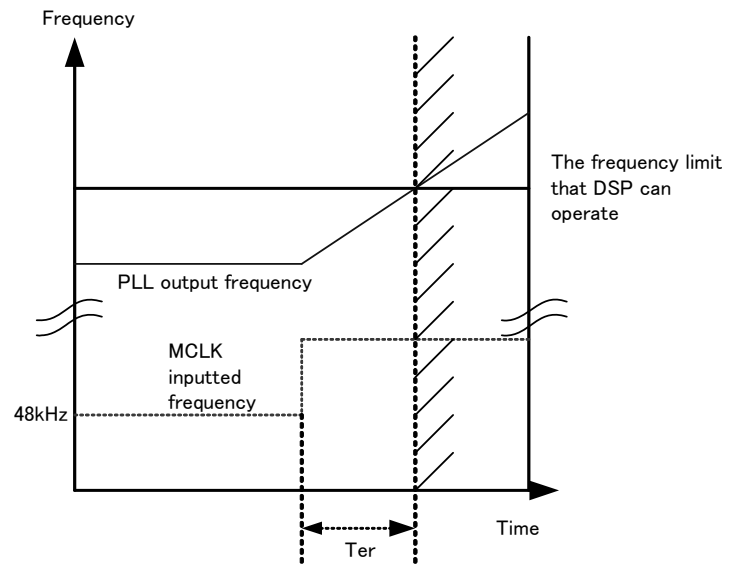 Frequency
The frequency limit
that DSP can
operate
PLL output frequency
MCLK
inputted
frequency
48kHz
Time
Ter